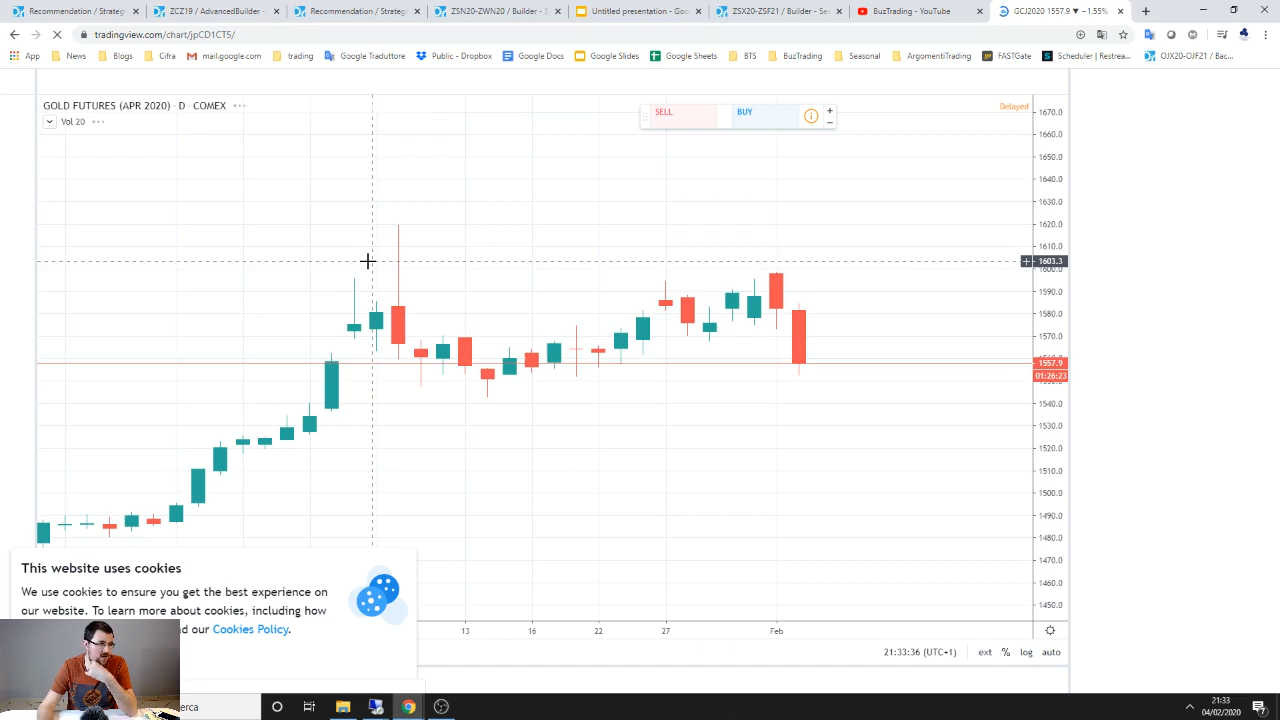 Recommendation / Strateg
ZCZ19 / AdvancedBuilder -
Recommendation / Strateg
ZSN20-ZWN20 / Builder - S
Untitled presentation - Goo
ZSX20-ZSF21 / Builder - Sea
BuzTrading - YouTube
GCJ2020 1557.9 ▼ −1.55%
tradingview.com/chart/jpCD1CT5/
App
News
Blogs
Cifra
mail.google.com
trading
Google Traduttore
Public - Dropbox
Google Docs
Google Slides
Google Sheets
BTS
BuzTrading
Seasonal
ArgomentiTrading
FASTGate
Scheduler | Restrea...
OJX20-OJF21 / Bac...
GOLD FUTURES (APR 2020) · D · COMEX
Vol 20
SELL
BUY
Delayed
1670.0
1660.0
1650.0
1640.0
1630.0
1620.0
1610.0
1603.3
1600.0
1590.0
1580.0
1570.0
1557.9
01:26:23
1540.0
1530.0
1520.0
1510.0
1500.0
1490.0
1480.0
1470.0
1460.0
1450.0
This website uses cookies
We use cookies to ensure you get the best experience on
our website. To learn more about cookies, including how
d our Cookies Policy.
13
16
22
27
Feb
21:33:36 (UTC+1)
ext
%
log
auto
erca
21:33
04/02/2020